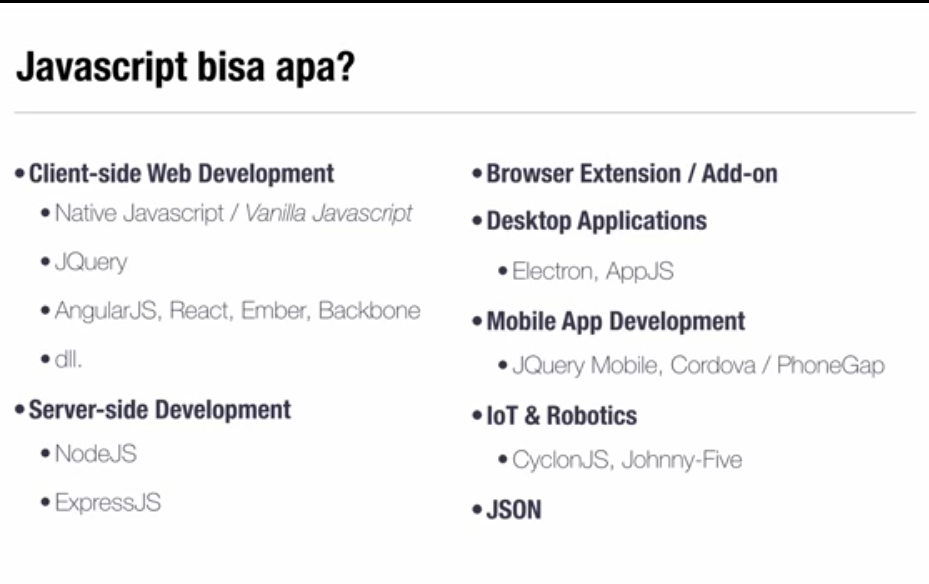 Javascript bisa apa?
• Client-side Web Development
• Native Javascript / Vanilla Javascript
• JQuery
• AngularJS, React, Ember, Backbone
• dll.
• Server-side Development
• NodeJS
• ExpressJS
• Browser Extension / Add-on
• Desktop Applications
• Electron, AppJS
• Mobile App Development
• JQuery Mobile, Cordova / PhoneGap
• IoT & Robotics
• CyclonJS, Johnny-Five
• JSON